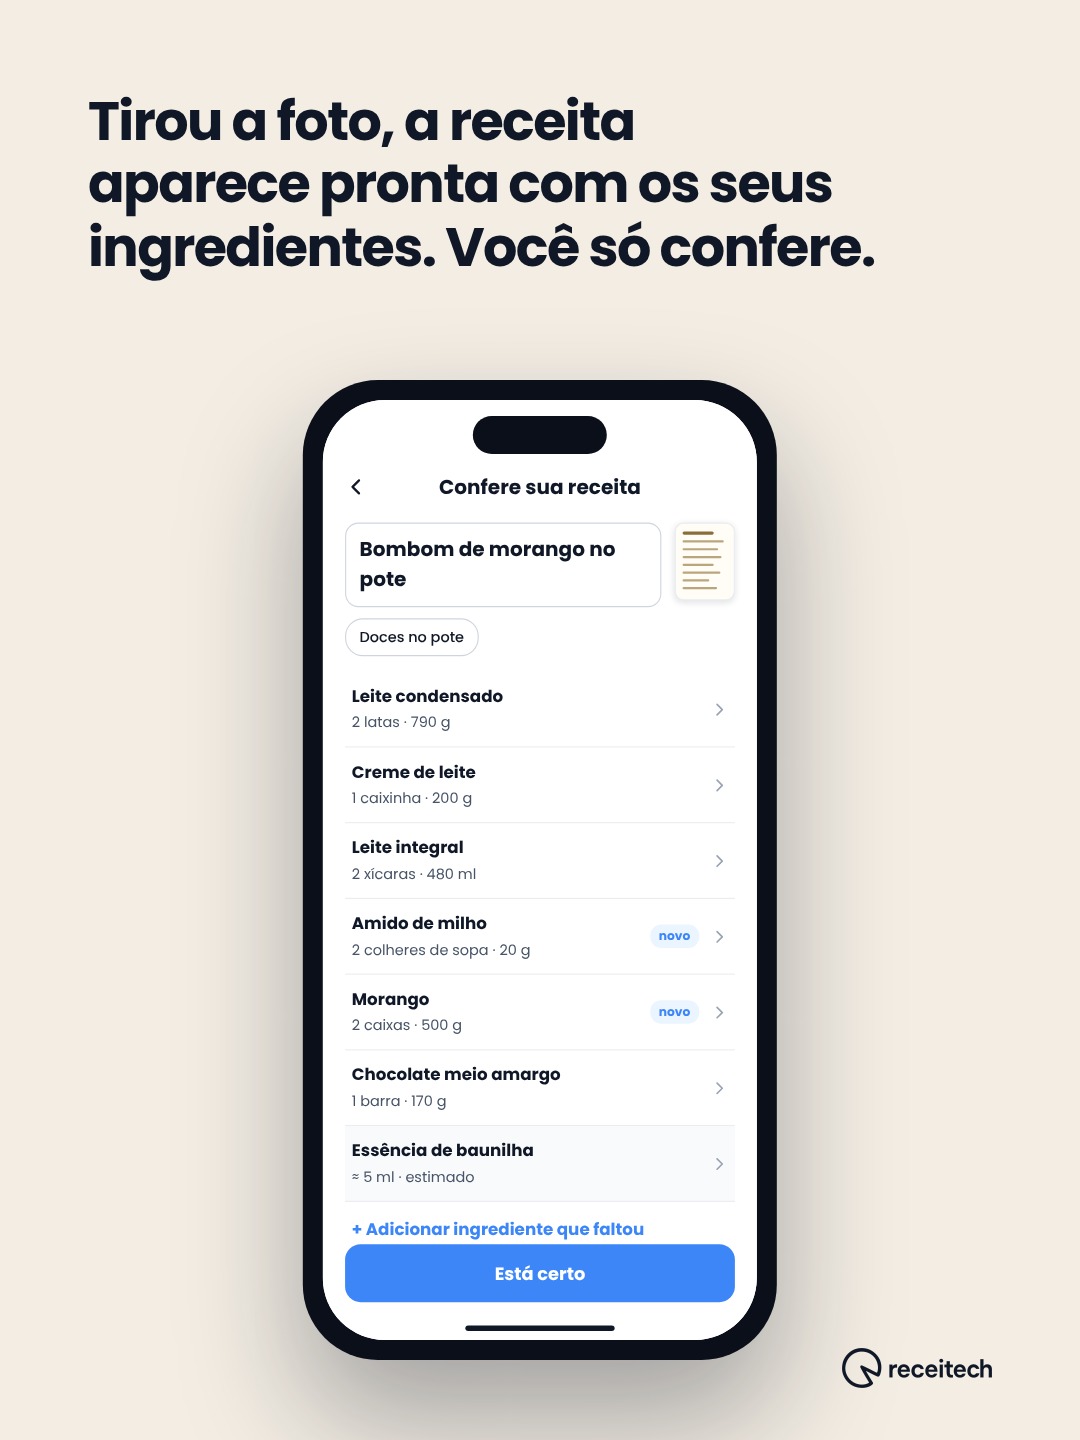 Tirou a foto, a receita
aparece pronta com os seus
ingredientes. Você só confere.
Confere sua receita
Bombom de morango no
pote
Doces no pote
Leite condensado
2 latas · 790 g
Creme de leite
1 caixinha · 200 g
Leite integral
2 xícaras · 480 ml
Amido de milho
2 colheres de sopa · 20 g
novo
Morango
2 caixas · 500 g
novo
Chocolate meio amargo
1 barra · 170 g
Essência de baunilha
≈ 5 ml · estimado
+ Adicionar ingrediente que faltou
Está certo
receitech